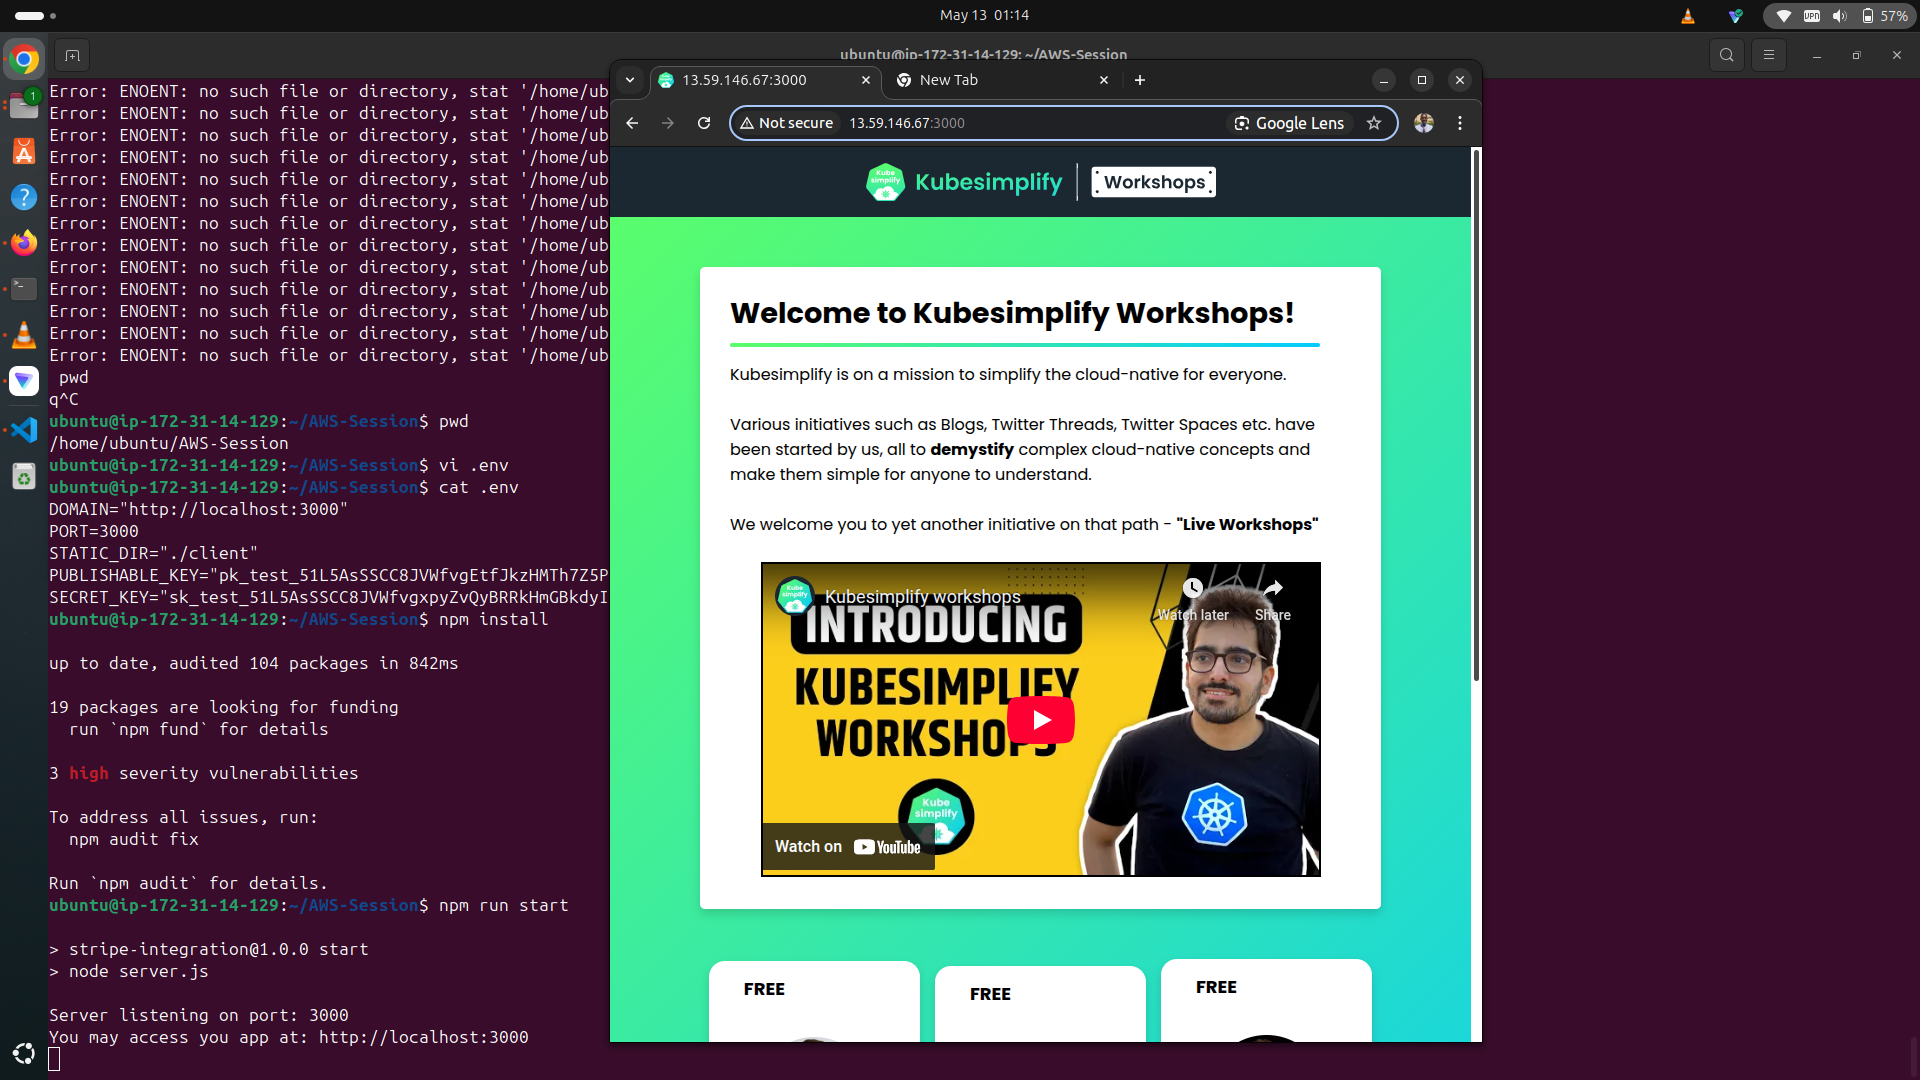 May 13 01:14
57%
ubuntu@ip-172-31-14-129: ~/AWS-Session
Error: ENOENT: no such file or directory, stat '/home/ub
Error: ENOENT: no such file or directory, stat '/home/ub
Error: ENOENT: no such file or directory, stat '/home/ub
Error: ENOENT: no such file or directory, stat '/home/ub
Error: ENOENT: no such file or directory, stat '/home/ub
Error: ENOENT: no such file or directory, stat '/home/ub
Error: ENOENT: no such file or directory, stat '/home/ub
Error: ENOENT: no such file or directory, stat '/home/ub
Error: ENOENT: no such file or directory, stat '/home/ub
Error: ENOENT: no such file or directory, stat '/home/ub
Error: ENOENT: no such file or directory, stat '/home/ub
Error: ENOENT: no such file or directory, stat '/home/ub
Error: ENOENT: no such file or directory, stat '/home/ub
pwd
q^C
ubuntu@ip-172-31-14-129:~/AWS-Session$ pwd
/home/ubuntu/AWS-Session
ubuntu@ip-172-31-14-129:~/AWS-Session$ vi .env
ubuntu@ip-172-31-14-129:~/AWS-Session$ cat .env
DOMAIN="http://localhost:3000"
PORT=3000
STATIC_DIR="./client"
PUBLISHABLE_KEY="pk_test_51L5AsSSCC8JVWfvgEtfJkzHMTh7Z5P
SECRET_KEY="sk_test_51L5AsSSCC8JVWfvgxpyZvQyBRRkHmGBkdyI
ubuntu@ip-172-31-14-129:~/AWS-Session$ npm install
up to date, audited 104 packages in 842ms
19 packages are looking for funding
run `npm fund` for details
3 high severity vulnerabilities
To address all issues, run:
npm audit fix
Run `npm audit` for details.
ubuntu@ip-172-31-14-129:~/AWS-Session$ npm run start
> stripe-integration@1.0.0 start
> node server.js
Server listening on port: 3000
You may access you app at: http://localhost:3000
13.59.146.67:3000
New Tab
Not secure
13.59.146.67:3000
Google Lens
Kube simplify
Kubesimplify
Workshops
Welcome to Kubesimplify Workshops!
Kubesimplify is on a mission to simplify the cloud-native for everyone.
Various initiatives such as Blogs, Twitter Threads, Twitter Spaces etc. have
been started by us, all to demystify complex cloud-native concepts and
make them simple for anyone to understand.
We welcome you to yet another initiative on that path - "Live Workshops"
Kube simplify
Kubesimplify workshops
Watch later
Share
INTRODUCING
KUBESIMPLIFY
WORKSHOPS
Kube
simplify
Watch on YouTube
FREE
FREE
FREE
1
VPN